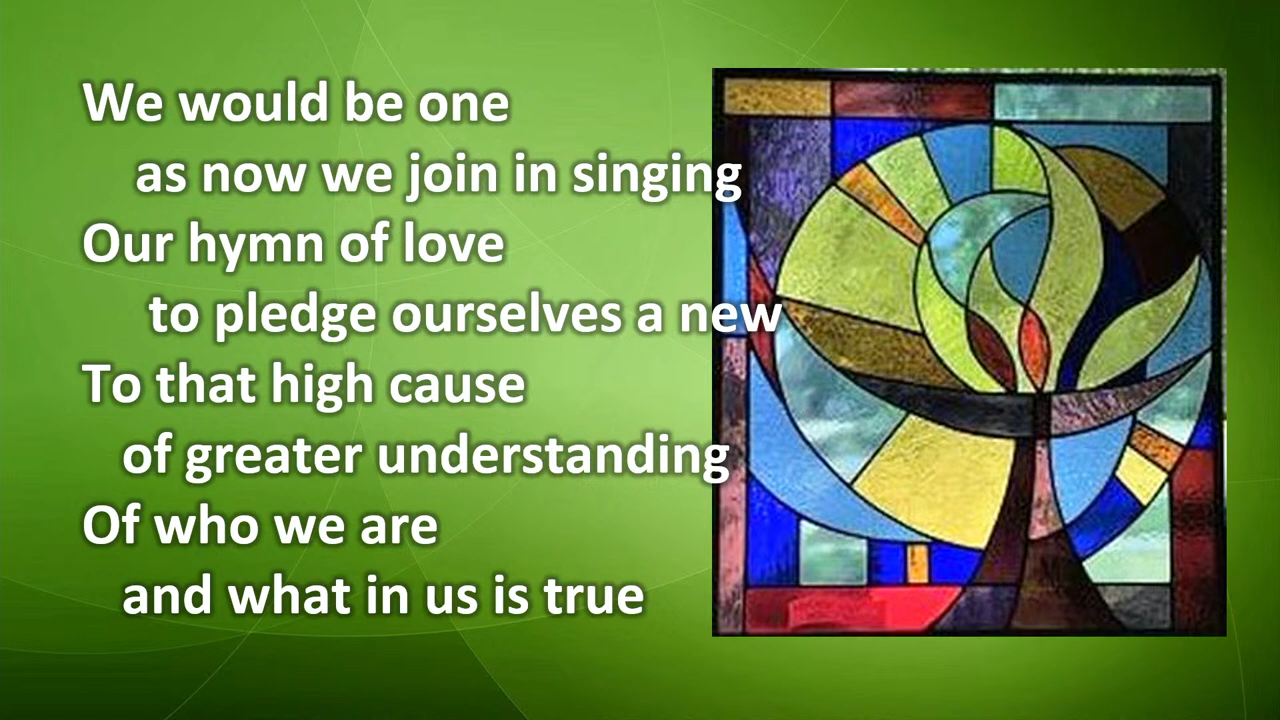 We would be one
as now we join in singing
Our hymn of love
to pledge ourselves a new
To that high cause
of greater understanding
Of who we are
and what in us is true